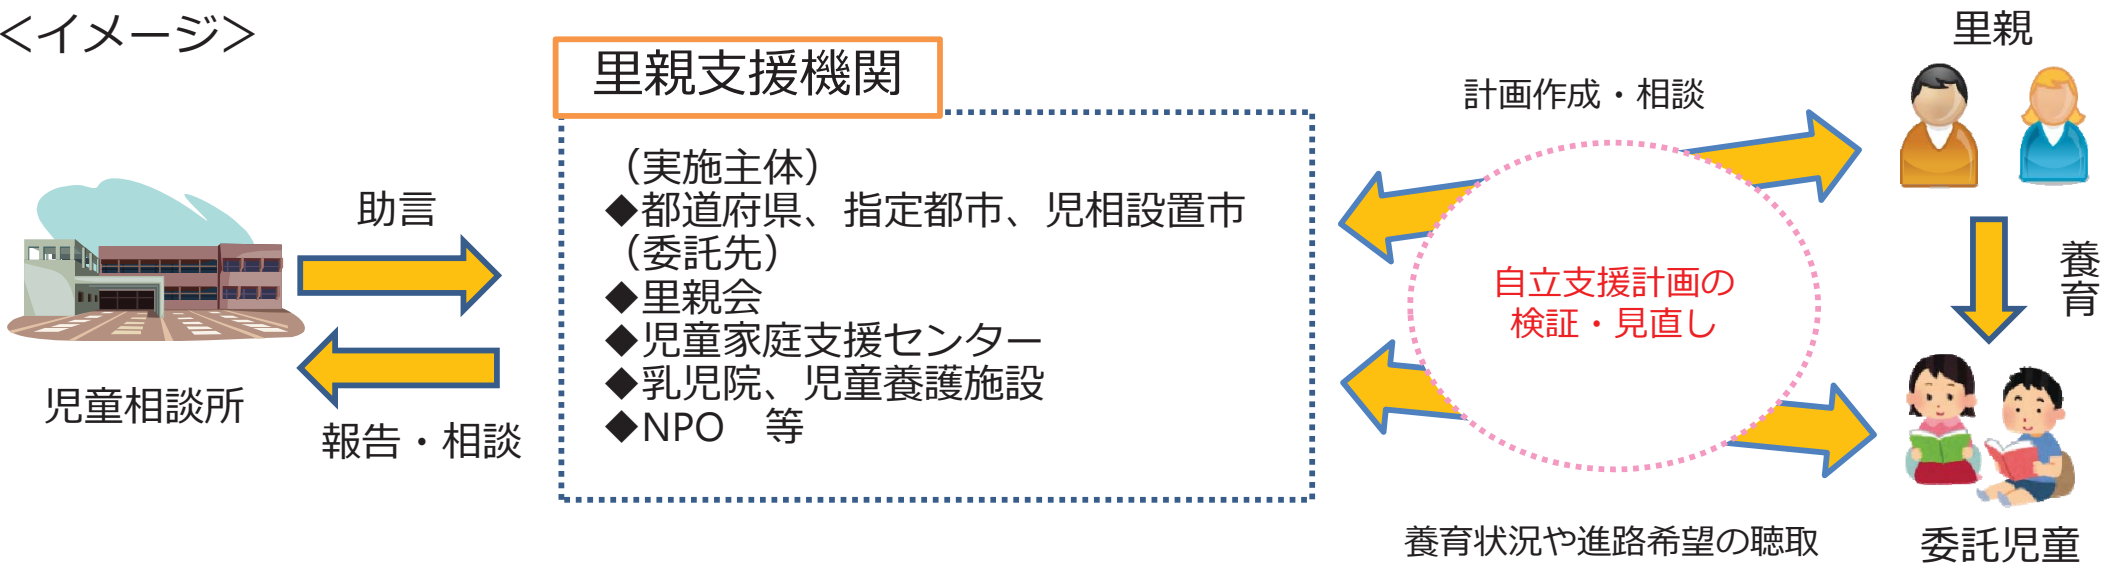 ＜イメージ＞
里親支援機関
（実施主体）
◆都道府県、指定都市、児相設置市
（委託先）
◆里親会
◆児童家庭支援センター
◆乳児院、児童養護施設
◆NPO　等
助言
報告・相談
児童相談所
計画作成・相談
自立支援計画の
検証・見直し
養育状況や進路希望の聴取
里親
養育
委託児童